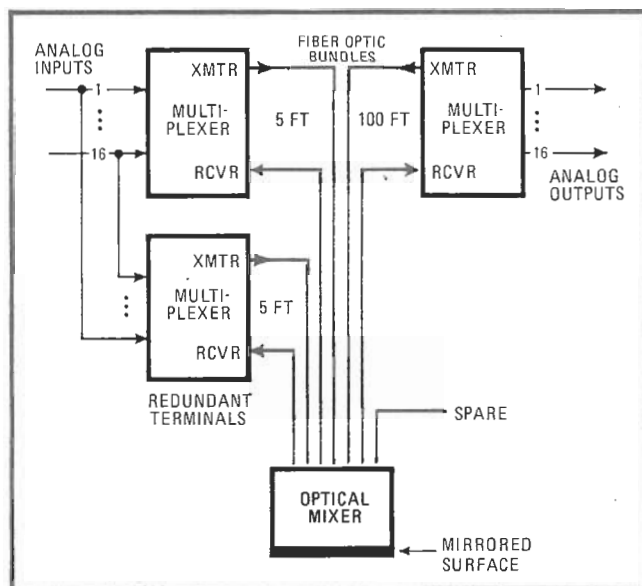 ANALOG
INPUTS
1
16
XMTR
MULTI-
PLEXER
RCVR
FIBER OPTIC
BUNDLES
5 FT
100 FT
XMTR
MULTI-
PLEXER
RCVR
1
16
ANALOG
OUTPUTS
XMTR
MULTI-
PLEXER
RCVR
5 FT
REDUNDANT
TERMINALS
SPARE
OPTICAL
MIXER
MIRRORED
SURFACE